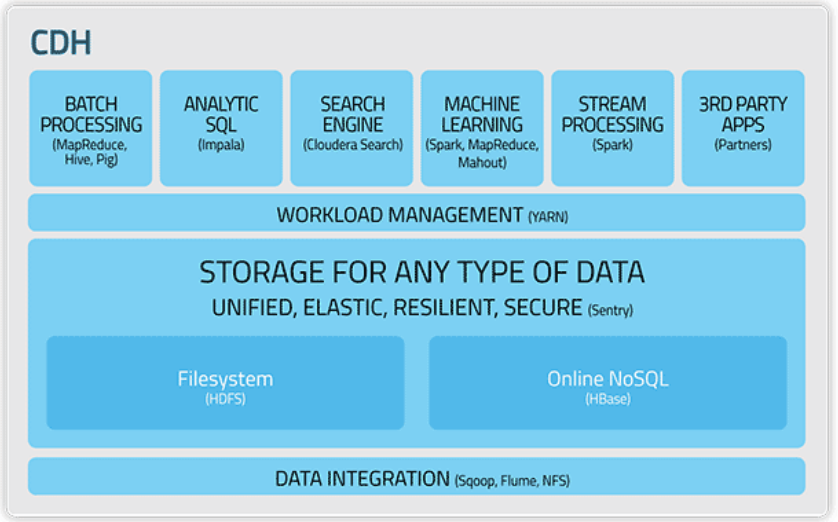 CDH
BATCH
PROCESSING
(MapReduce,
Hive, Pig)
ANALYTIC
SQL
(Impala)
SEARCH
ENGINE
(Cloudera Search)
MACHINE
LEARNING
(Spark, MapReduce,
Mahout)
STREAM
PROCESSING
(Spark)
3RD PARTY
APPS
(Partners)
WORKLOAD MANAGEMENT (YARN)
STORAGE FOR ANY TYPE OF DATA
UNIFIED, ELASTIC, RESILIENT, SECURE (Sentry)
Filesystem
(HDFS)
Online NoSQL
(HBase)
DATA INTEGRATION (Sqoop, Flume, NFS)